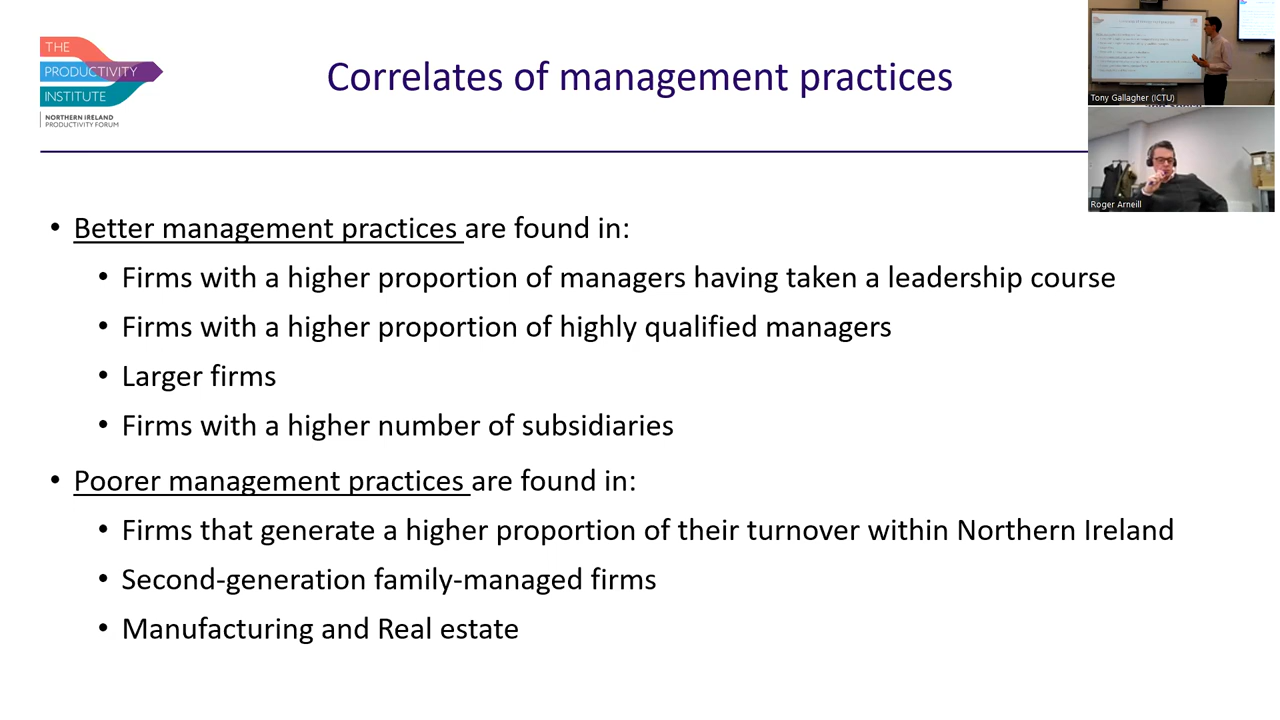 THE
PRODUCTIVITY
INSTITUTE
NORTHERN IRELAND
PRODUCTIVITY FORUM
Correlates of management practices
Tony Gallagher (ICTU)
Roger Arneill
• Better management practices are found in:
• Firms with a higher proportion of managers having taken a leadership course
• Firms with a higher proportion of highly qualified managers
• Larger firms
• Firms with a higher number of subsidiaries
• Poorer management practices are found in:
• Firms that generate a higher proportion of their turnover within Northern Ireland
• Second-generation family-managed firms
• Manufacturing and Real estate